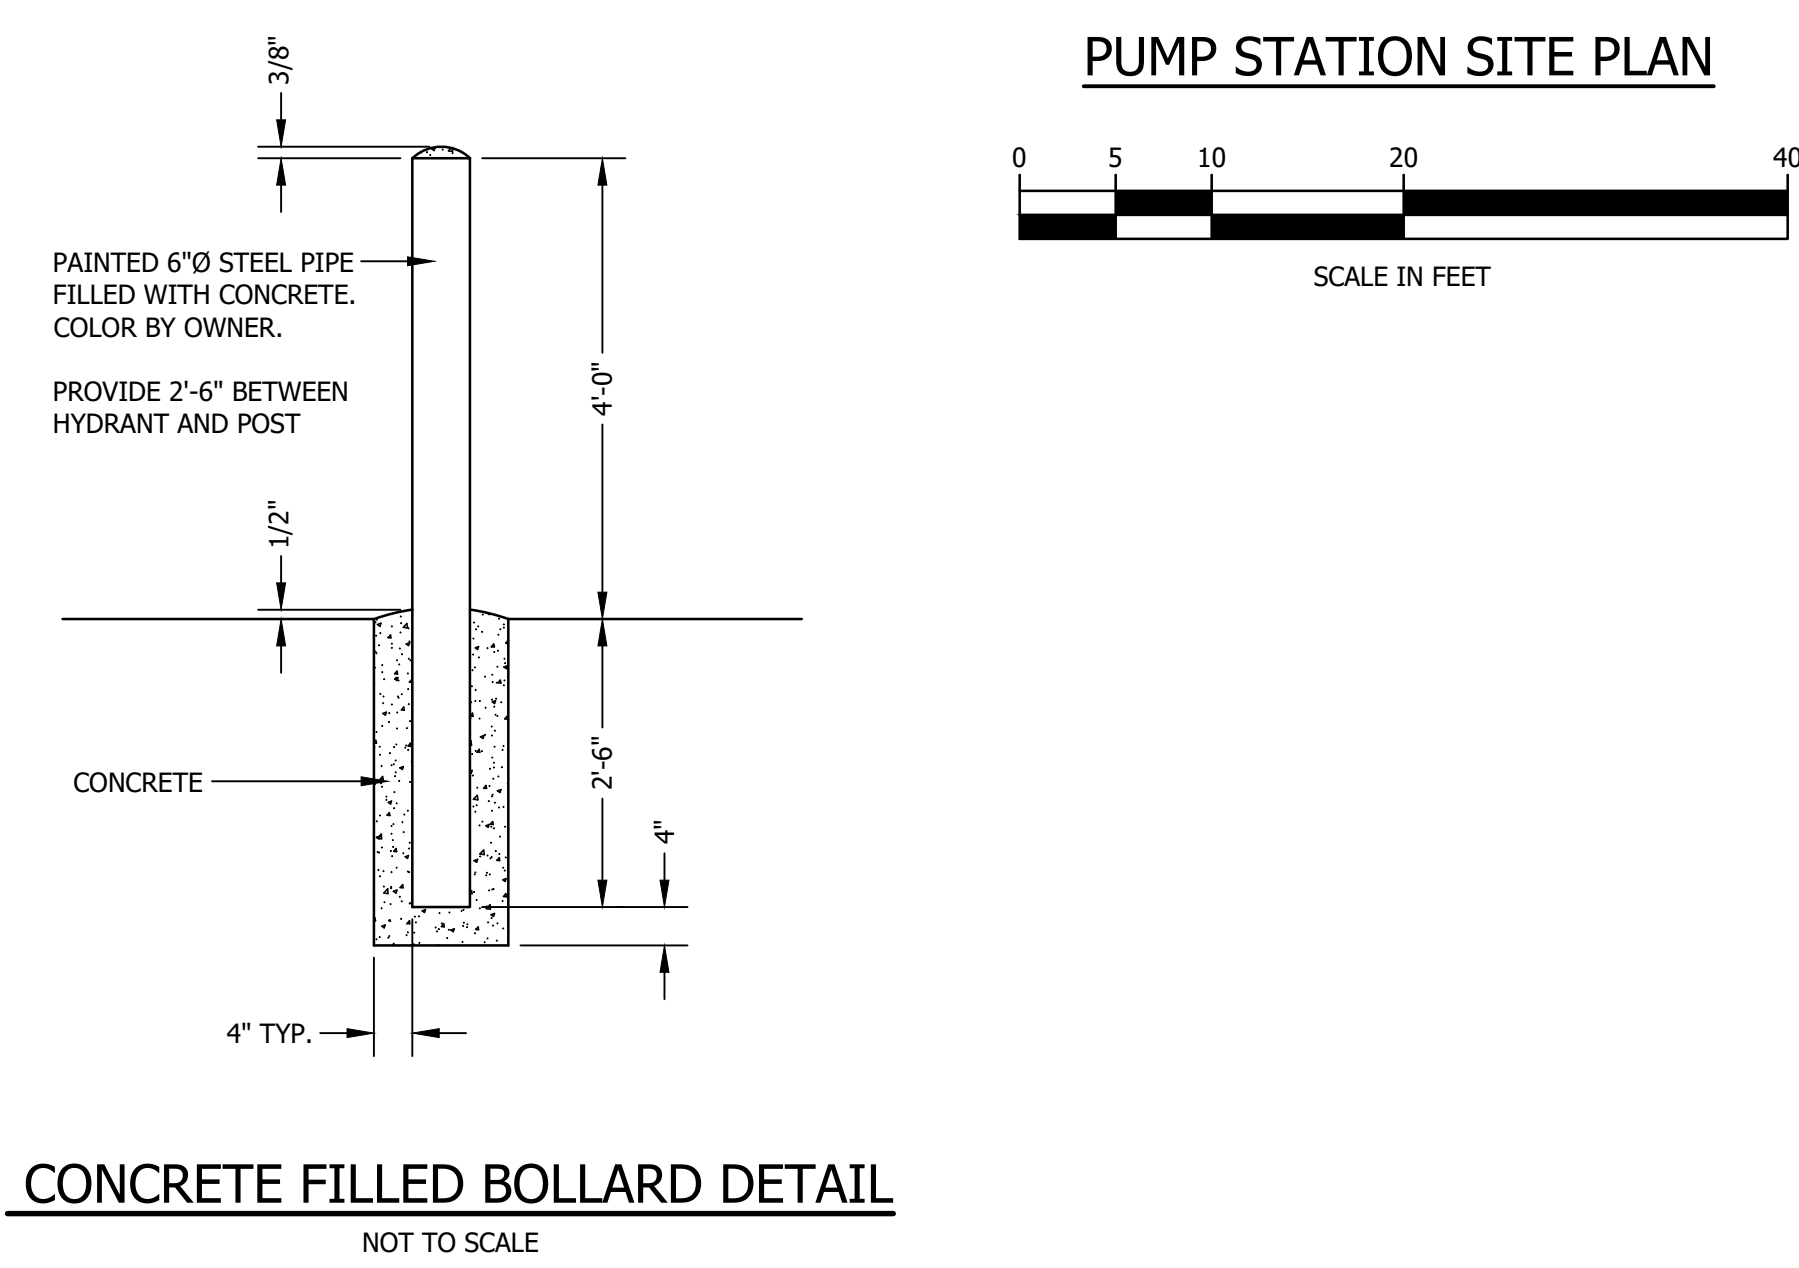 3/8"
PAINTED 6"Ø STEEL PIPE
FILLED WITH CONCRETE.
COLOR BY OWNER.
PROVIDE 2'-6" BETWEEN
HYDRANT AND POST
4'-0"
1/2"
CONCRETE
2'-6"
4"
4" TYP.
CONCRETE FILLED BOLLARD DETAIL
NOT TO SCALE
PUMP STATION SITE PLAN
0 5 10 20 40
SCALE IN FEET